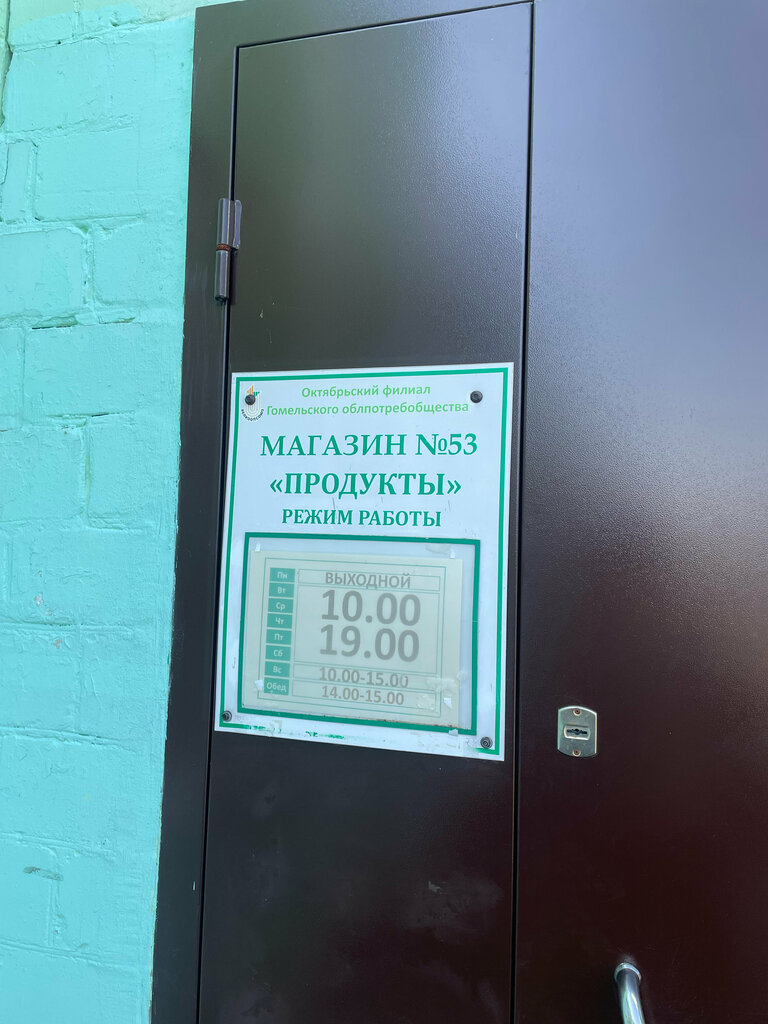 Октябрьский филиал
Гомельского облпотребобщества
МАГАЗИН №53
«ПРОДУКТЫ»
РЕЖИМ РАБОТЫ
Пн ВЫХОДНОЙ
Вт
Ср 10.00
Чт
Пт 19.00
Сб
Вс 10.00-15.00
Обед 14.00-15.00